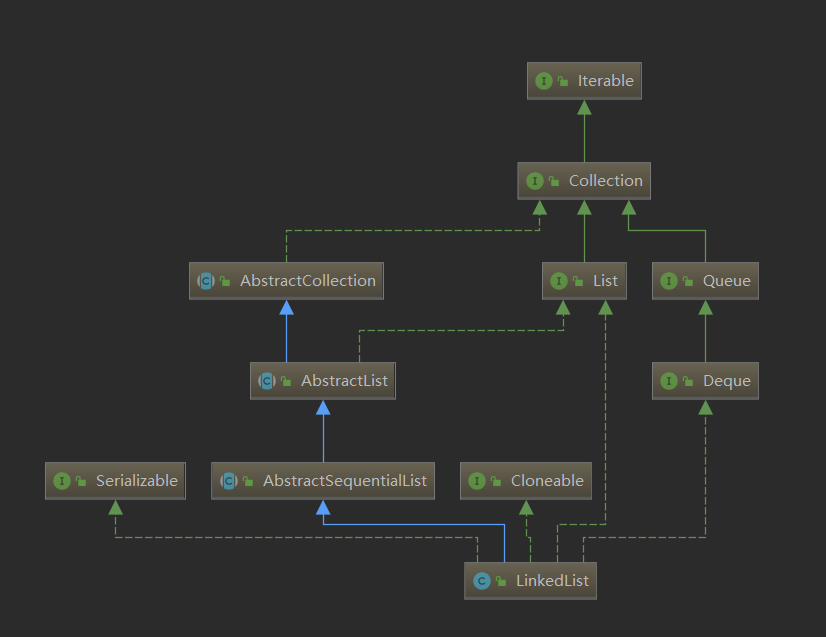 I Iterable
I Collection
C AbstractCollection
I List
I Queue
C AbstractList
I Deque
I Serializable
C AbstractSequentialList
I Cloneable
C LinkedList